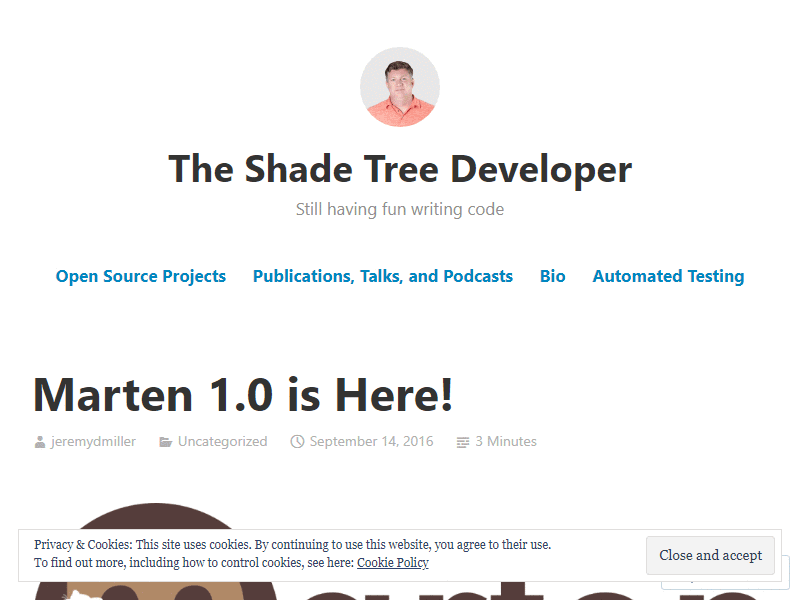 The Shade Tree Developer
Still having fun writing code
Open Source Projects Publications, Talks, and Podcasts Bio Automated Testing
Marten 1.0 is Here!
jeremydmiller Uncategorized September 14, 2016 3 Minutes
Privacy & Cookies: This site uses cookies. By continuing to use this website, you agree to their use.
To find out more, including how to control cookies, see here: Cookie Policy
Close and accept